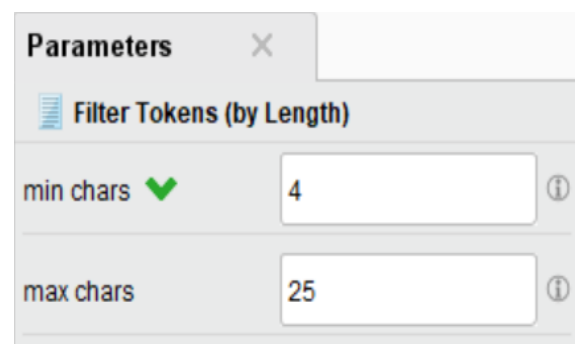 Parameters
Filter Tokens (by Length)
min chars 4
max chars 25